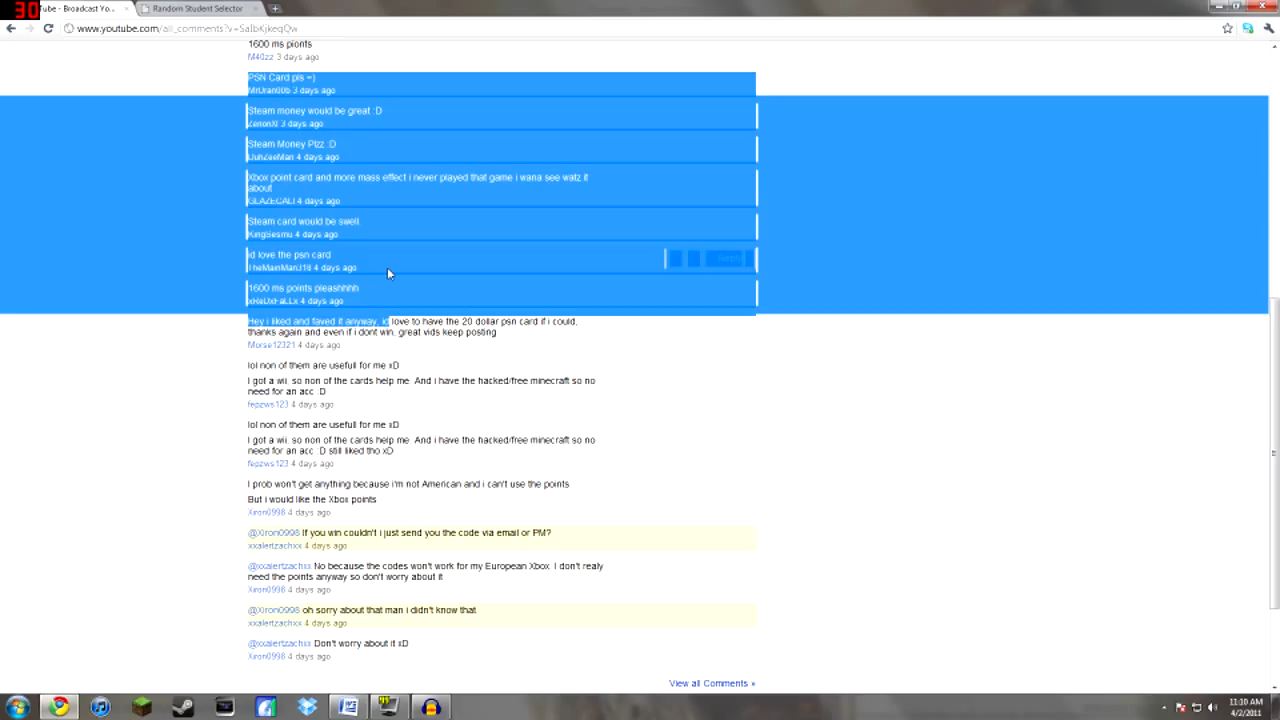 30
Tube - Broadcast Yo...
Random Student Selector
www.youtube.com/all_comments?v=SaIbKjkeqQw
1600 ms pionts
M40zz 3 days ago
PSN Card pls =)
3 days ago
Steam money would be great :D
3 days ago
Steam Money Plzz :D
4 days ago
Xbox point card and more mass effect i never played that game i wana see watz it
about
GLAZECALI 4 days ago
Steam card would be swell.
KingSesmu 4 days ago
id love the psn card
Reply
4 days ago
1600 ms points pleashhhh
xReDxFaLLx 4 days ago
Hey i liked and faved it anyway, id love to have the 20 dollar psn card if i could,
thanks again and even if i dont win, great vids keep posting
Morse12321 4 days ago
lol non of them are usefull for me xD
I got a wii, so non of the cards help me. And i have the hacked/free minecraft so no
need for an acc :D
fepzws123 4 days ago
lol non of them are usefull for me xD
I got a wii, so non of the cards help me. And i have the hacked/free minecraft so no
need for an acc :D still liked tho xD
fepzws123 4 days ago
I prob won't get anything because i'm not American and i can't use the points
But i would like the Xbox points
Xiron0998 4 days ago
@Xiron0998 If you win couldn't i just send you the code via email or PM?
xxalertzachxx 4 days ago
@xxalertzachxx No because the codes won't work for my European Xbox. I don't realy
need the points anyway so don't worry about it
Xiron0998 4 days ago
@Xiron0998 oh sorry about that man i didn't know that
xxalertzachxx 4 days ago
@xxalertzachxx Don't worry about it xD
Xiron0998 4 days ago
View all Comments »
11:10 AM
4/2/2011